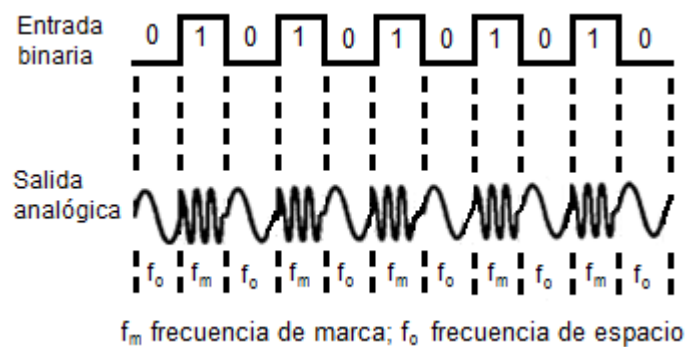 Entrada
binaria
0 1 0 1 0 1 0 1 0 1 0
Salida
analógica
fₒ fₘ fₒ fₘ fₒ fₘ fₒ fₘ fₒ fₘ fₒ
fₘ frecuencia de marca; fₒ frecuencia de espacio